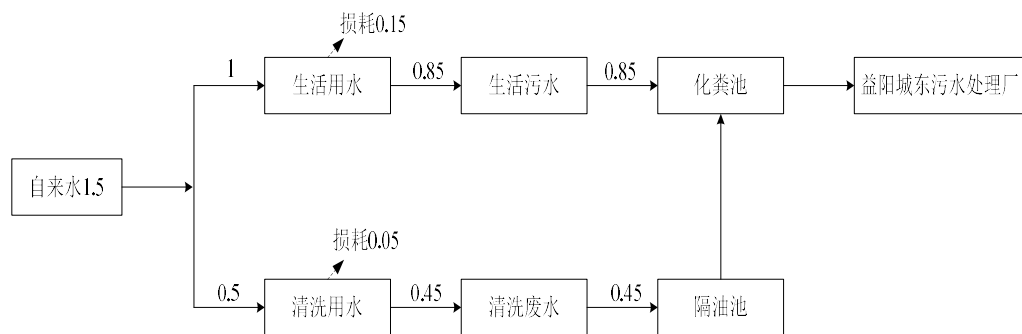 损耗0.15
1
生活用水
0.85
生活污水
0.85
化粪池
益阳城东污水处理厂
自来水1.5
损耗0.05
0.5
清洗用水
0.45
清洗废水
0.45
隔油池